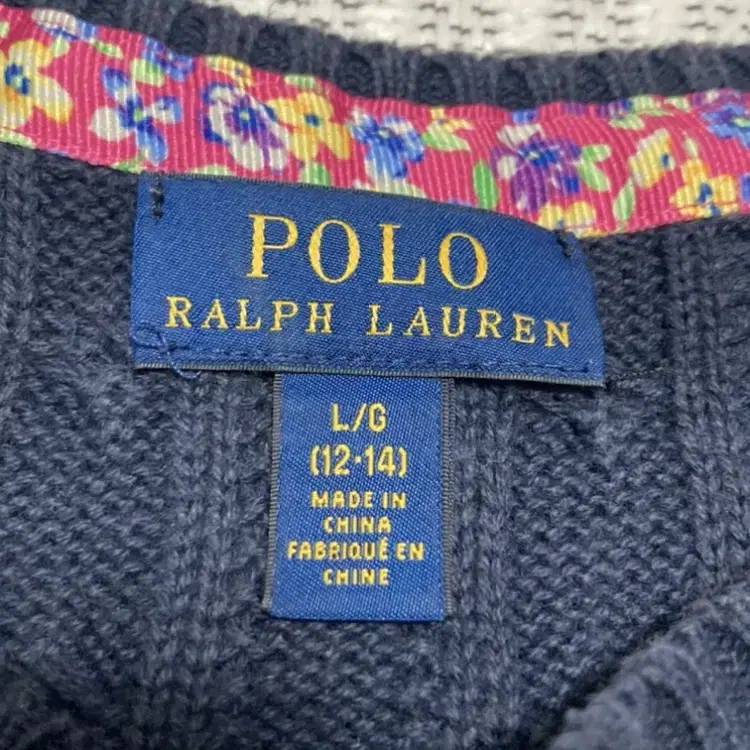 POLO
RALPH LAUREN
L/G
(12-14)
MADE IN
CHINA
FABRIQUÉ EN
CHINE